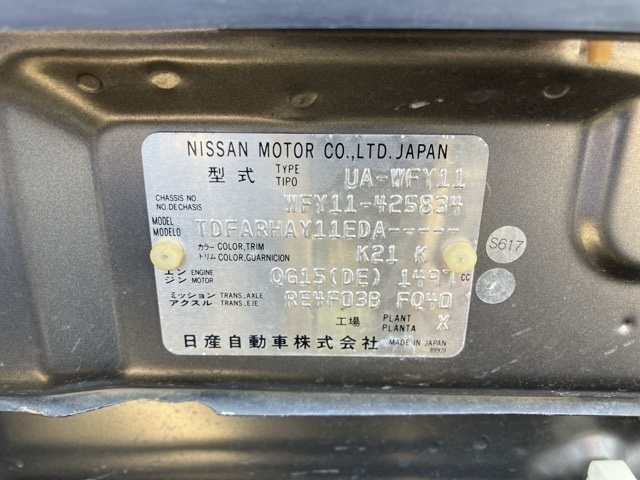 NISSAN MOTOR CO.,LTD. JAPAN
型式 TYPE TIPO UA-WFY11
CHASSIS NO. NO.DECHASIS WFY11-425834
MODEL MODELO TDFARHAY11EDA-----
カラー COLOR,TRIM トリム COLOR,GUARNICION K21 K
エンジン ENGINE MOTOR QG15(DE) 1497 CC
ミッション TRANS.,AXLE アクスル TRANS.,EJE RE4F03B FQ40
工場 PLANT PLANTA X
日産自動車株式会社 MADE IN JAPAN
S617